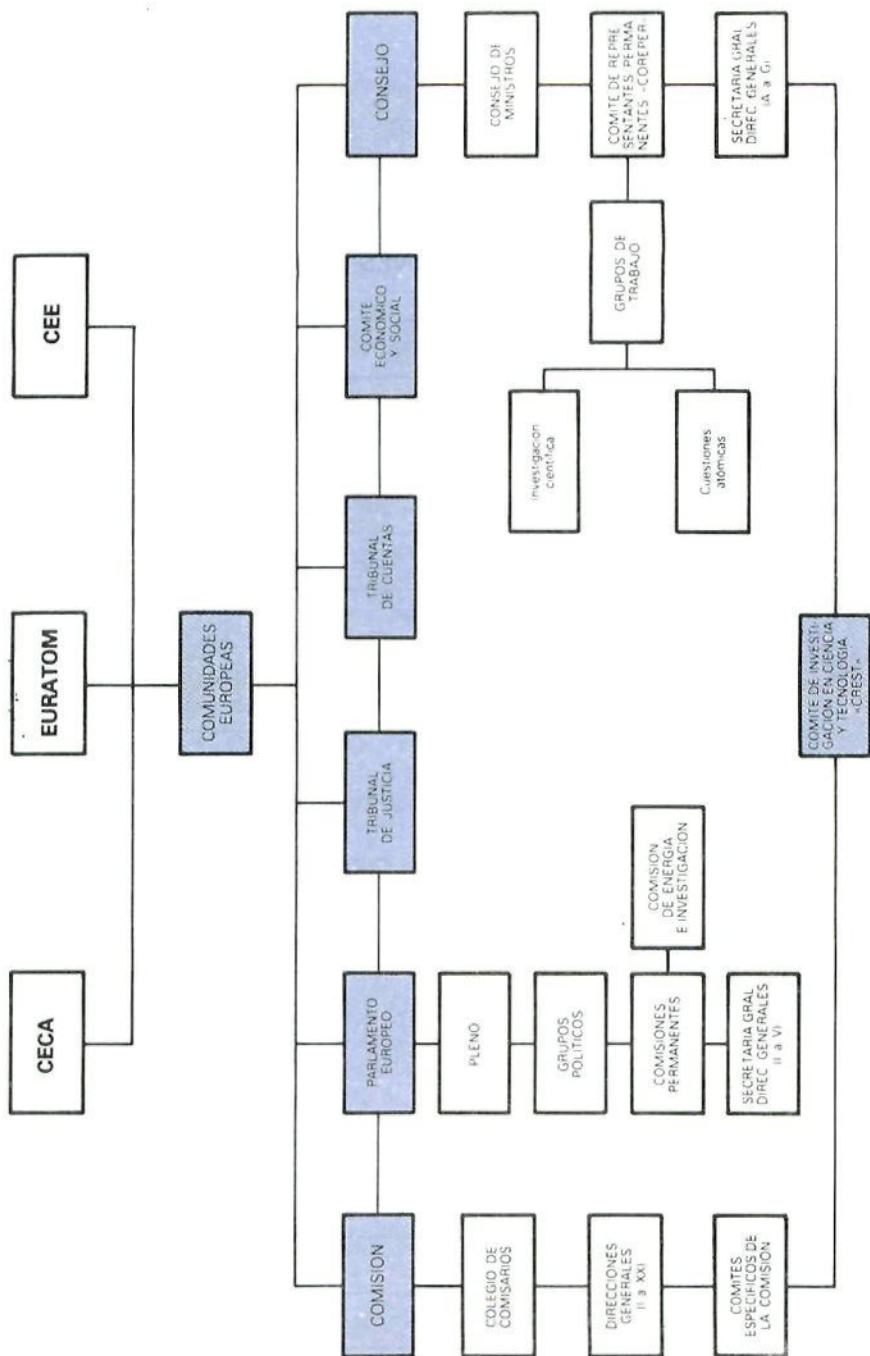 CECA
EURATOM
CEE
COMUNIDADES
EUROPEAS
COMISION
PARLAMENTO
EUROPEO
TRIBUNAL
DE JUSTICIA
TRIBUNAL
DE CUENTAS
COMITE
ECONOMICO
Y SOCIAL
CONSEJO
COLEGIO DE
COMISARIOS
DIRECCIONES
GENERALES
(I a XXI)
COMITES
ESPECIFICOS DE
LA COMISION
PLENO
GRUPOS
POLITICOS
COMISIONES
PERMANENTES
COMISION
DE ENERGIA
E INVESTIGACION
SECRETARIA GRAL
DIREC GENERALES
(I a V)
CONSEJO DE
MINISTROS
COMITE DE REPRE
SENTANTES PERMA
NENTES -COREPER-
GRUPOS DE
TRABAJO
Investigación
científica
Cuestiones
atómicas
SECRETARIA GRAL
DIREC GENERALES
(A a G)
COMITE DE INVESTI-
GACIÓN EN CIENCIA
Y TECNOLOGIA
«CREST»